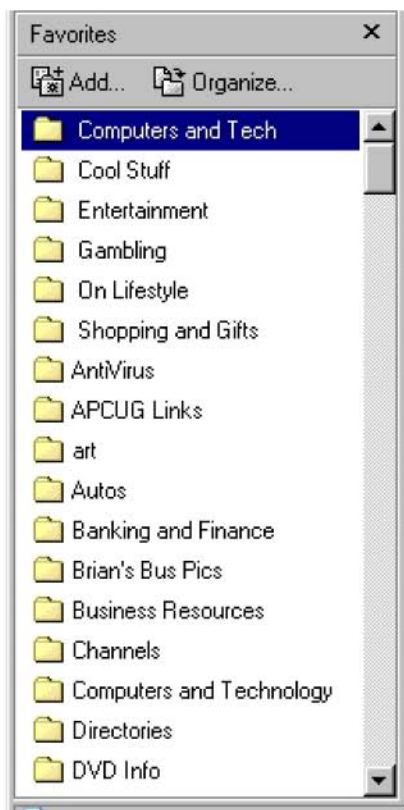 Favorites
Add... Organize...
Computers and Tech
Cool Stuff
Entertainment
Gambling
On Lifestyle
Shopping and Gifts
AntiVirus
APCUG Links
art
Autos
Banking and Finance
Brian's Bus Pics
Business Resources
Channels
Computers and Technology
Directories
DVD Info